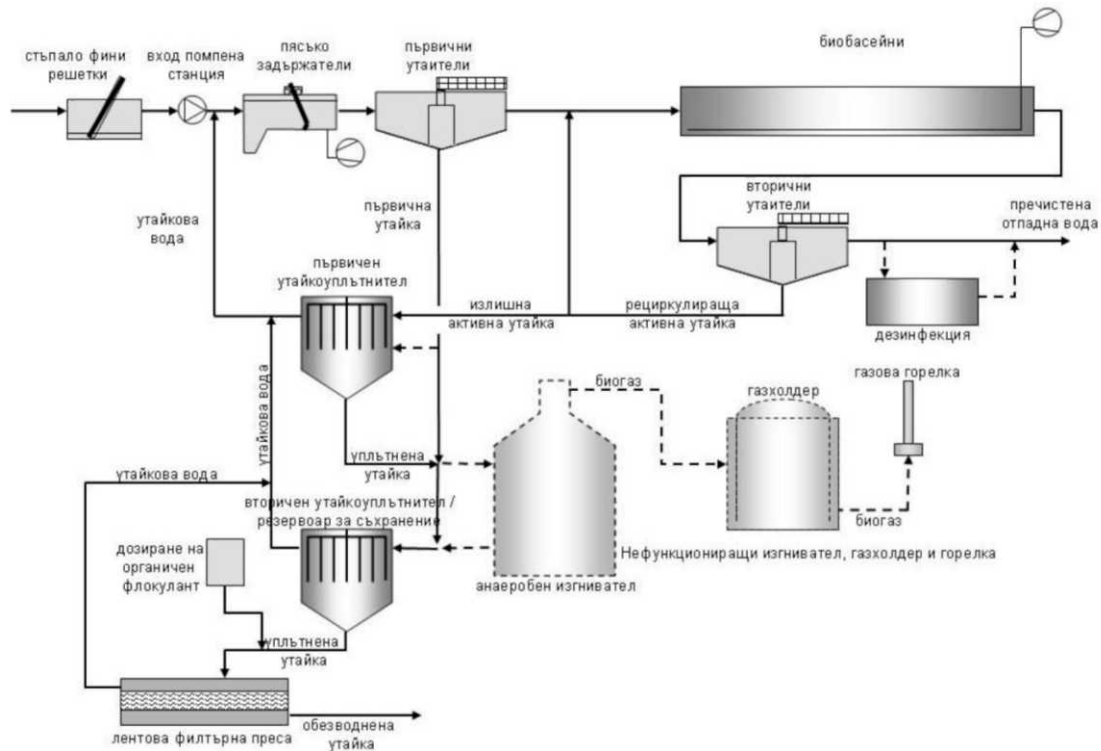 стъпало фини
решетки
вход помпена
станция
пясъко
задържатели
първични
утаители
биобасейни
утайкова
вода
първична
утайка
вторични
утаители
пречистена
отпадна вода
първичен
утайкоуплътнител
излишна
активна утайка
рециркулираща
активна утайка
дезинфекция
утайкова вода
биогаз
газхолдер
газова горелка
уплътнена
утайка
утайкова вода
вторичен утайкоуплътнител /
резервоар за съхранение
биогаз
дозиране на
органичен
флокулант
Нефункциониращи изгнивател, газхолдер и горелка
анаеробен изгнивател
уплътнена
утайка
обезводнена
утайка
лентова филтърна преса